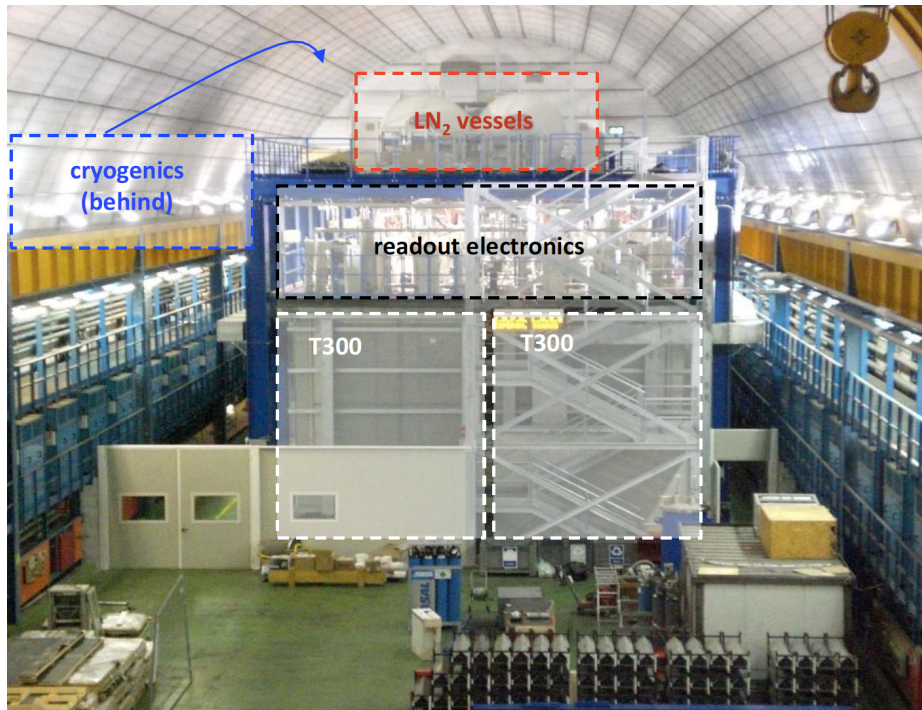 LN₂ vessels
cryogenics
(behind)
readout electronics
T300
T300